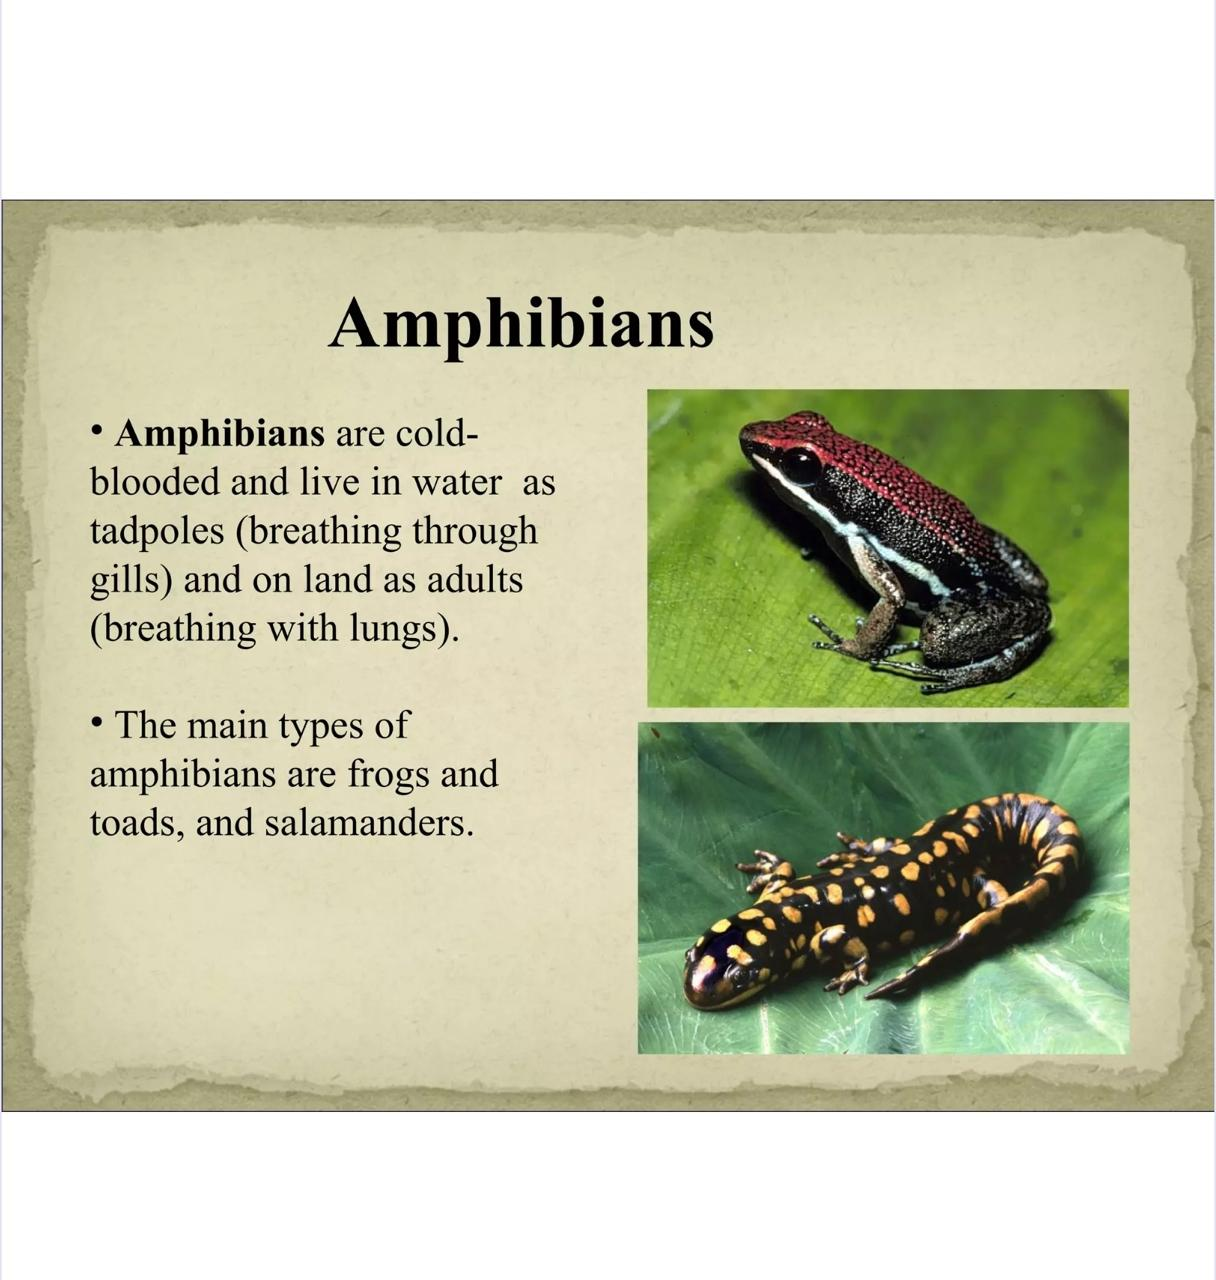 Amphibians
• Amphibians are cold-
blooded and live in water  as
tadpoles (breathing through
gills) and on land as adults
(breathing with lungs).
• The main types of
amphibians are frogs and
toads, and salamanders.